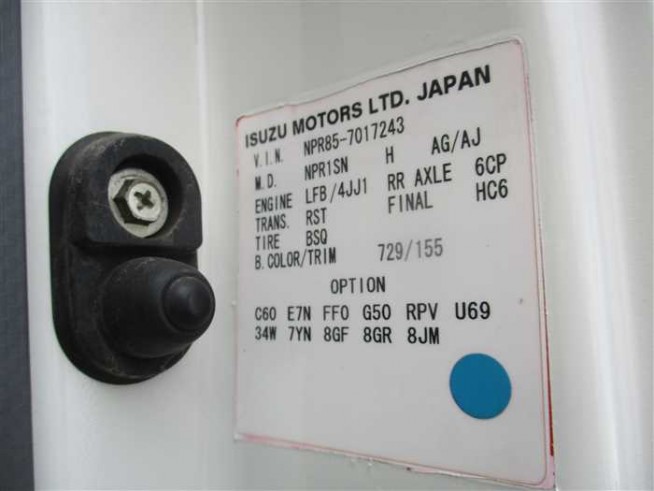 ISUZU MOTORS LTD. JAPAN
V.I.N. NPR85-7017243
M.D. NPR1SN H AG/AJ
ENGINE LFB/4JJ1 RR AXLE 6CP
TRANS. RST FINAL HC6
TIRE BSQ
B.COLOR/TRIM 729/155
OPTION
C60 E7N FF0 G50 RPV U69
34W 7YN 8GF 8GR 8JM